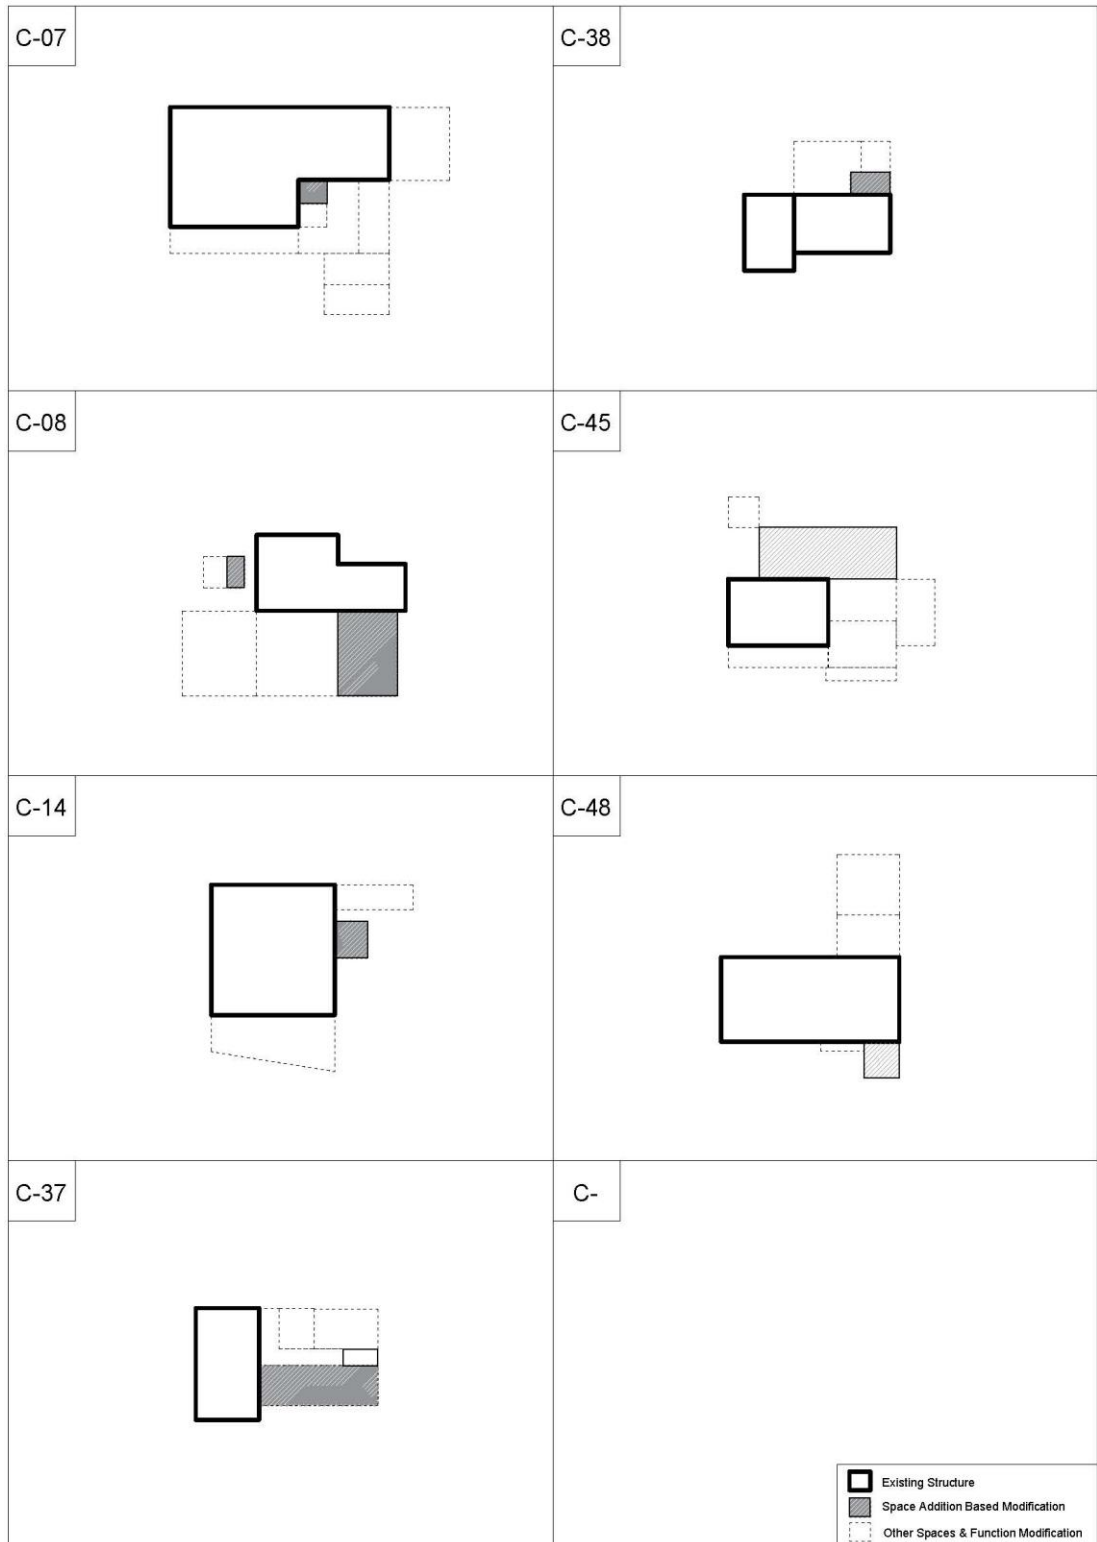 C-07
C-38
C-08
C-45
C-14
C-48
C-37
C-
Existing Structure
Space Addition Based Modification
Other Spaces & Function Modification